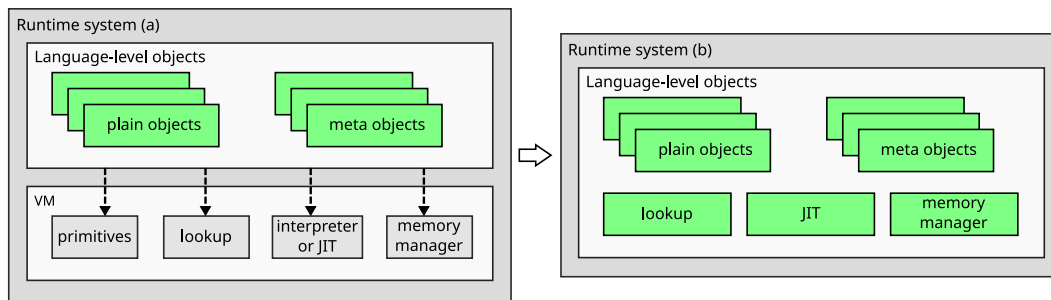 Runtime system (a)
Language-level objects
plain objects
meta objects
VM
primitives
lookup
interpreter
or JIT
memory
manager
Runtime system (b)
Language-level objects
plain objects
meta objects
lookup
JIT
memory
manager